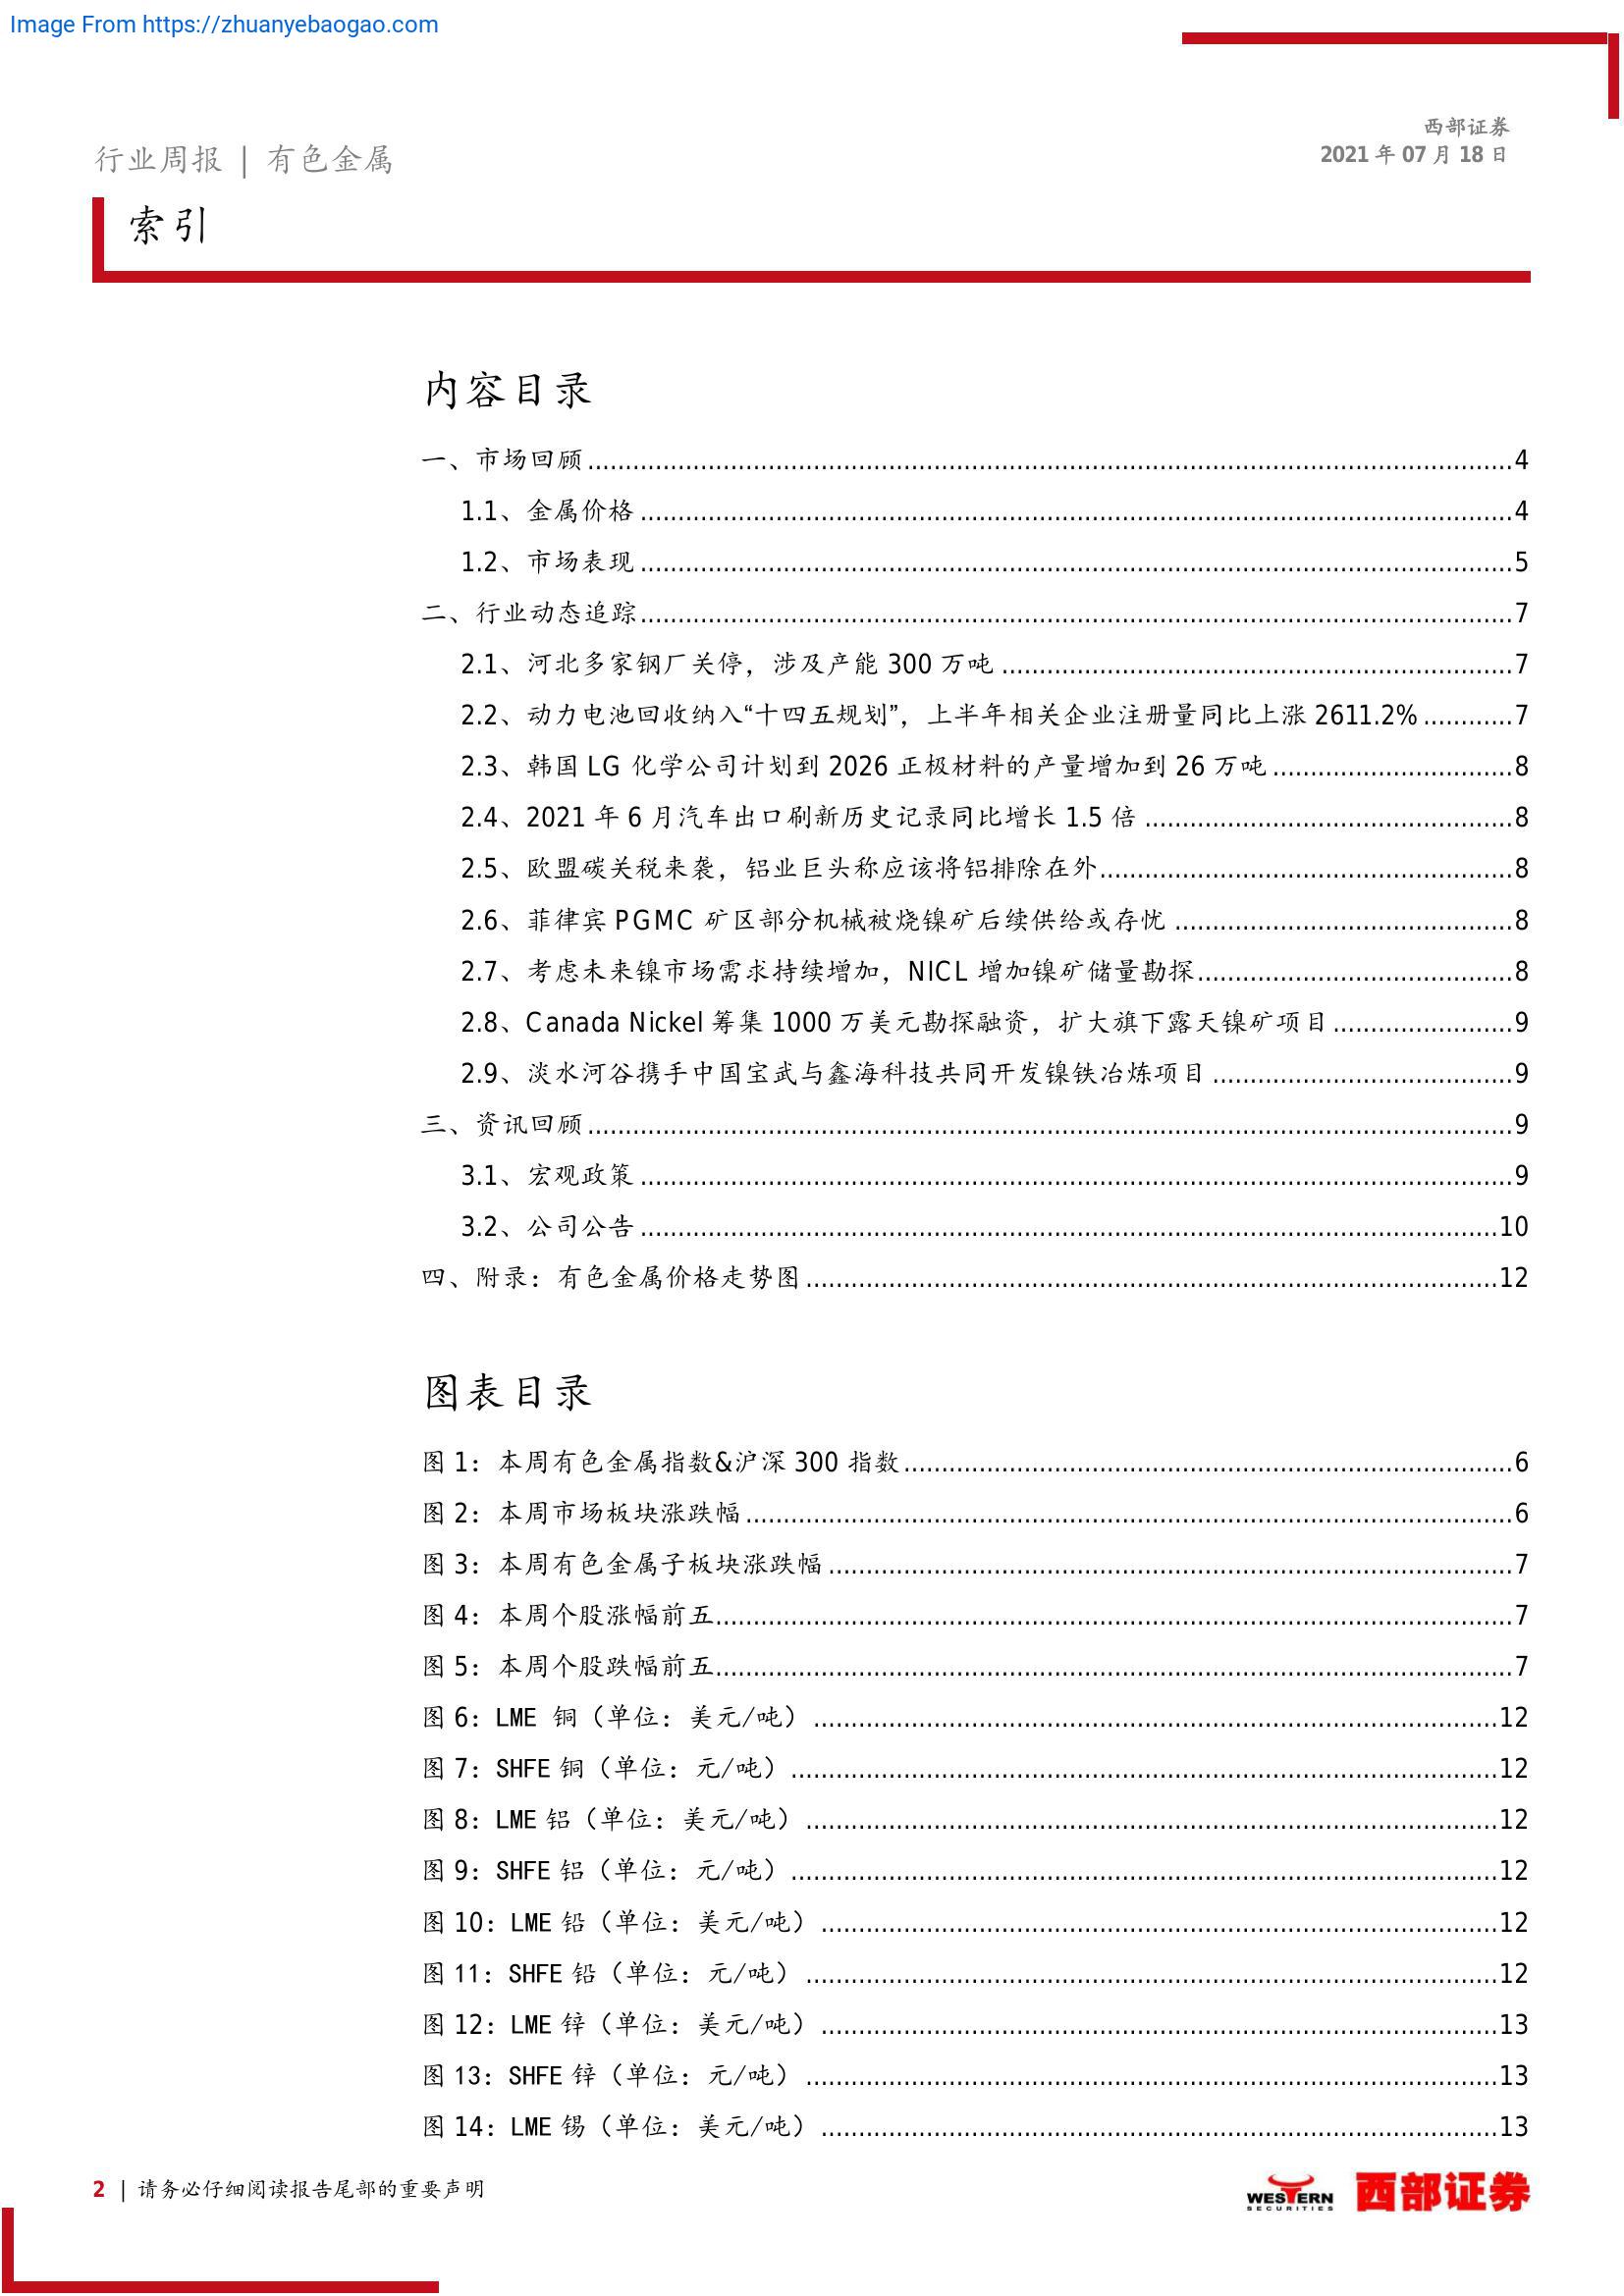 Image From https://zhuanyebaogao.com
西部证券
2021 年 07 月 18 日
行业周报 | 有色金属
索引
内容目录
一、市场回顾 ........ 4
1.1、金属价格 ........ 4
1.2、市场表现 ........ 5
二、行业动态追踪 ........ 7
2.1、河北多家钢厂关停，涉及产能 300 万吨 ........ 7
2.2、动力电池回收纳入“十四五规划”，上半年相关企业注册量同比上涨 2611.2% ........ 7
2.3、韩国 LG 化学公司计划到 2026 正极材料的产量增加到 26 万吨 ........ 8
2.4、2021 年 6 月汽车出口刷新历史记录同比增长 1.5 倍 ........ 8
2.5、欧盟碳关税来袭，铝业巨头称应该将铝排除在外 ........ 8
2.6、菲律宾 PGMC 矿区部分机械被烧镍矿后续供给或存忧 ........ 8
2.7、考虑未来镍市场需求持续增加，NICL 增加镍矿储量勘探 ........ 8
2.8、Canada Nickel 筹集 1000 万美元勘探融资，扩大旗下露天镍矿项目 ........ 9
2.9、淡水河谷携手中国宝武与鑫海科技共同开发镍铁冶炼项目 ........ 9
三、资讯回顾 ........ 9
3.1、宏观政策 ........ 9
3.2、公司公告 ........ 10
四、附录：有色金属价格走势图 ........ 12
图表目录
图 1：本周有色金属指数&沪深 300 指数 ........ 6
图 2：本周市场板块涨跌幅 ........ 6
图 3：本周有色金属子板块涨跌幅 ........ 7
图 4：本周个股涨幅前五 ........ 7
图 5：本周个股跌幅前五 ........ 7
图 6：LME 铜（单位：美元/吨） ........ 12
图 7：SHFE 铜（单位：元/吨） ........ 12
图 8：LME 铝（单位：美元/吨） ........ 12
图 9：SHFE 铝（单位：元/吨） ........ 12
图 10：LME 铅（单位：美元/吨） ........ 12
图 11：SHFE 铅（单位：元/吨） ........ 12
图 12：LME 锌（单位：美元/吨） ........ 13
图 13：SHFE 锌（单位：元/吨） ........ 13
图 14：LME 锡（单位：美元/吨） ........ 13
2 | 请务必仔细阅读报告尾部的重要声明
WESTERN
SECURITIES
西部证券